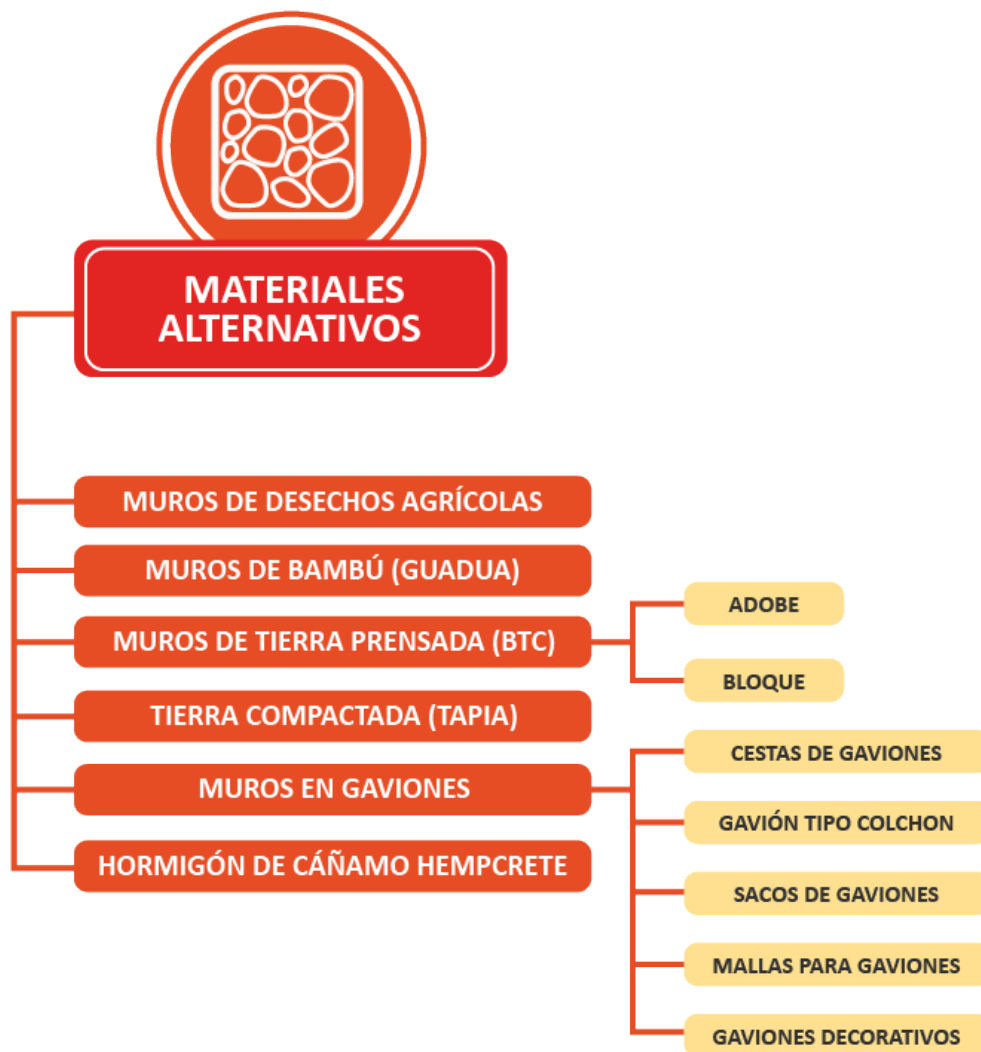 MATERIALES
ALTERNATIVOS
MUROS DE DESECHOS AGRÍCOLAS
MUROS DE BAMBÚ (GUADUA)
MUROS DE TIERRA PRENSADA (BTC)
ADOBE
BLOQUE
TIERRA COMPACTADA (TAPIA)
MUROS EN GAVIONES
CESTAS DE GAVIONES
GAVIÓN TIPO COLCHON
SACOS DE GAVIONES
MALLAS PARA GAVIONES
GAVIONES DECORATIVOS
HORMIGÓN DE CÁÑAMO HEMPCRETE